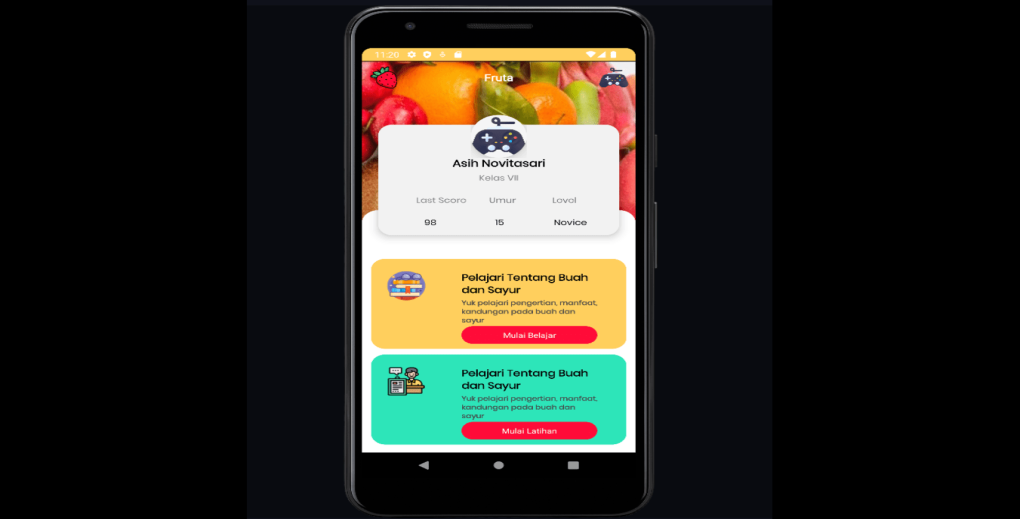 11:20
Fruta
Asih Novitasari
Kelas VII
Last Score Umur Level
98 15 Novice
Pelajari Tentang Buah
dan Sayur
Yuk pelajari pengertian, manfaat,
kandungan pada buah dan
sayur
Mulai Belajar
Pelajari Tentang Buah
dan Sayur
Yuk pelajari pengertian, manfaat,
kandungan pada buah dan
sayur
Mulai Latihan